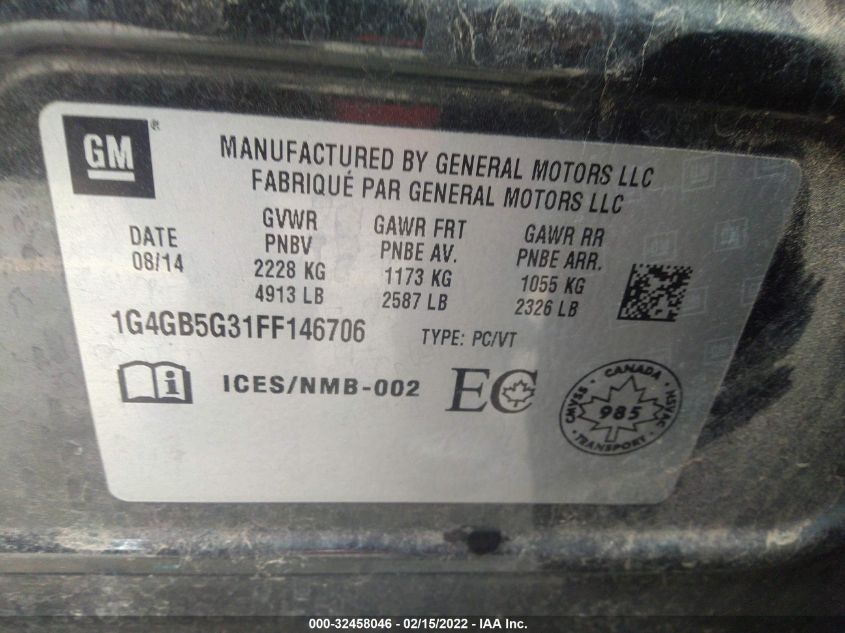 GM ®
MANUFACTURED BY GENERAL MOTORS LLC
FABRIQUÉ PAR GENERAL MOTORS LLC
DATE
08/14
GVWR
PNBV
2228 KG
4913 LB
GAWR FRT
PNBE AV.
1173 KG
2587 LB
GAWR RR
PNBE ARR.
1055 KG
2326 LB
1G4GB5G31FF146706
TYPE: PC/VT
i
ICES/NMB-002
EC
CANADA
CMVSS
985
NSVAC
TRANSPORT
000-32458046 - 02/15/2022 - IAA Inc.